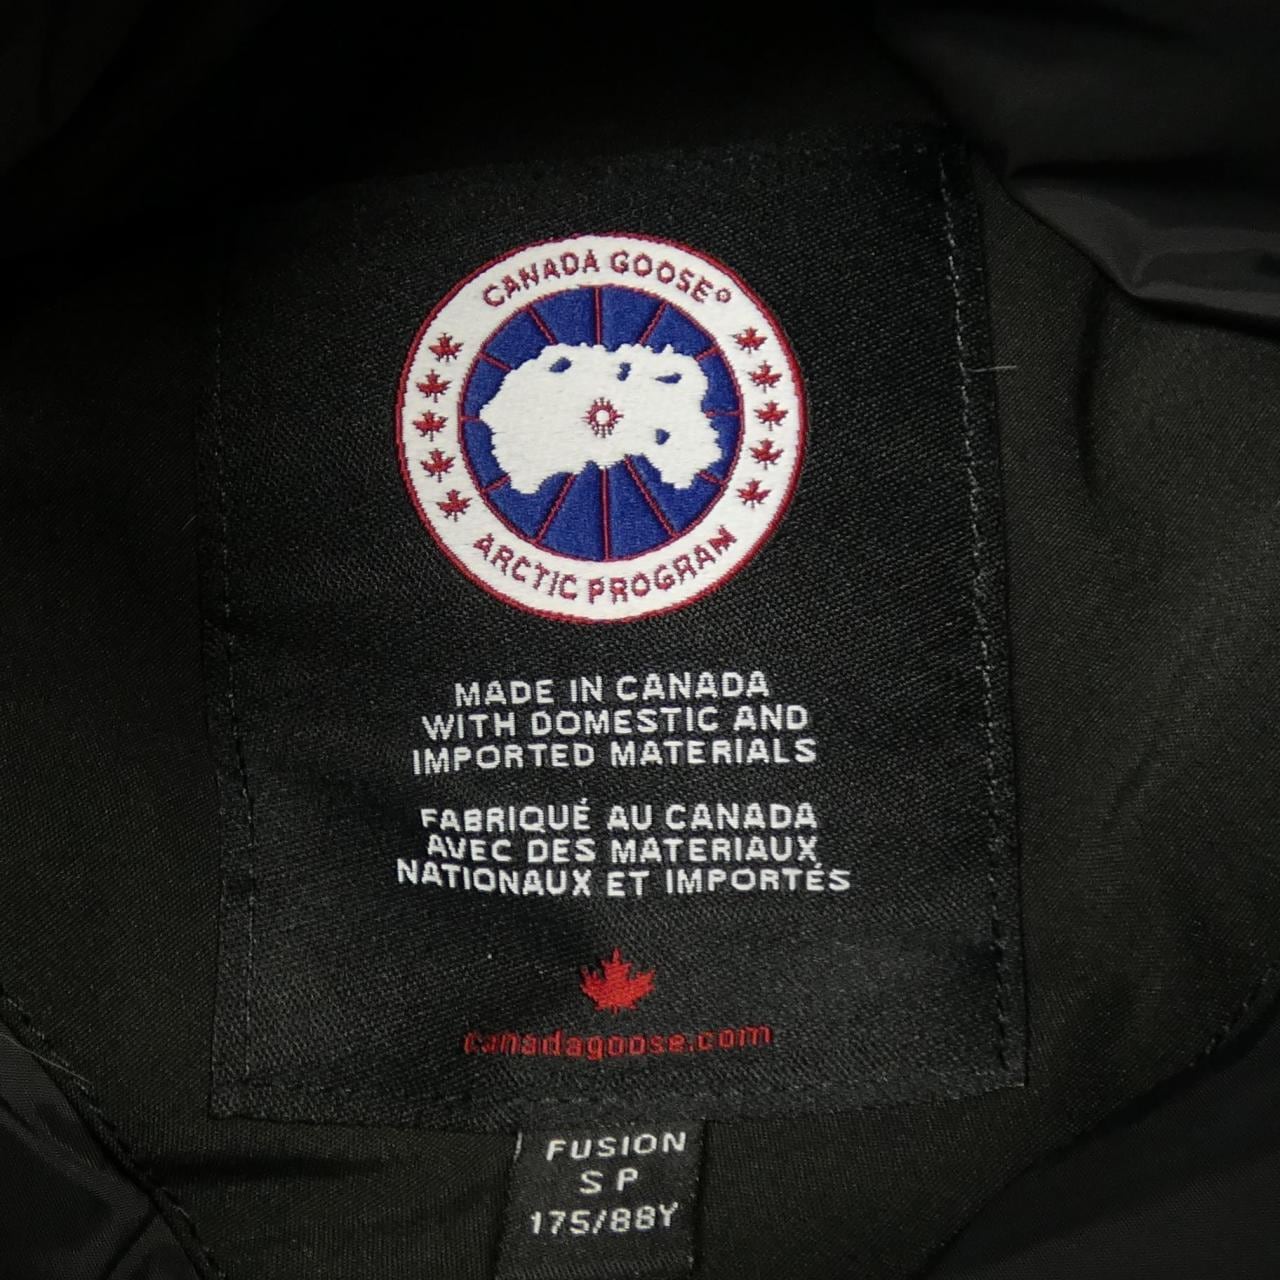 CANADA GOOSE®
ARCTIC PROGRAM
MADE IN CANADA
WITH DOMESTIC AND
IMPORTED MATERIALS
FABRIQUÉ AU CANADA
AVEC DES MATERIAUX
NATIONAUX ET IMPORTÉS
canadagoose.com
FUSION
S P
175/88Y